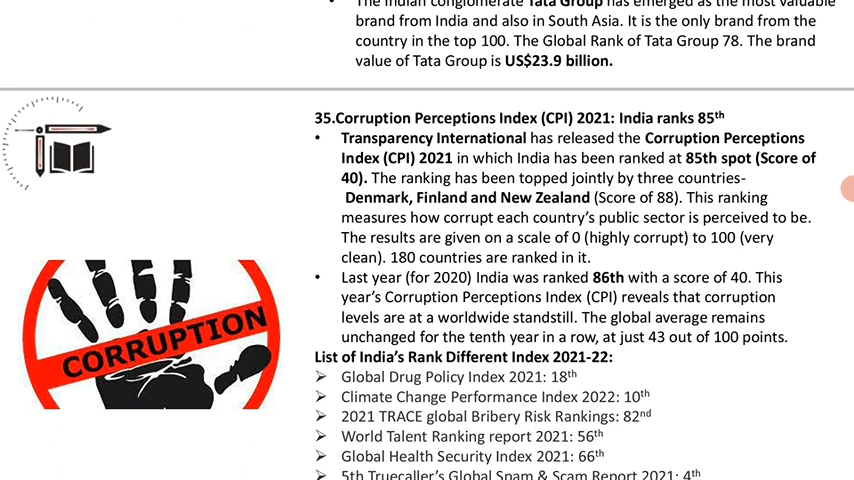 • The Indian conglomerate Tata Group has emerged as the most valuable
brand from India and also in South Asia. It is the only brand from the
country in the top 100. The Global Rank of Tata Group 78. The brand
value of Tata Group is US$23.9 billion.
35.Corruption Perceptions Index (CPI) 2021: India ranks 85th
• Transparency International has released the Corruption Perceptions
Index (CPI) 2021 in which India has been ranked at 85th spot (Score of
40). The ranking has been topped jointly by three countries-
Denmark, Finland and New Zealand (Score of 88). This ranking
measures how corrupt each country’s public sector is perceived to be.
The results are given on a scale of 0 (highly corrupt) to 100 (very
clean). 180 countries are ranked in it.
• Last year (for 2020) India was ranked 86th with a score of 40. This
year’s Corruption Perceptions Index (CPI) reveals that corruption
levels are at a worldwide standstill. The global average remains
unchanged for the tenth year in a row, at just 43 out of 100 points.
List of India’s Rank Different Index 2021-22:
➢ Global Drug Policy Index 2021: 18th
➢ Climate Change Performance Index 2022: 10th
➢ 2021 TRACE global Bribery Risk Rankings: 82nd
➢ World Talent Ranking report 2021: 56th
➢ Global Health Security Index 2021: 66th
➢ 5th Truecaller’s Global Spam & Scam Report 2021: 4th
CORRUPTION